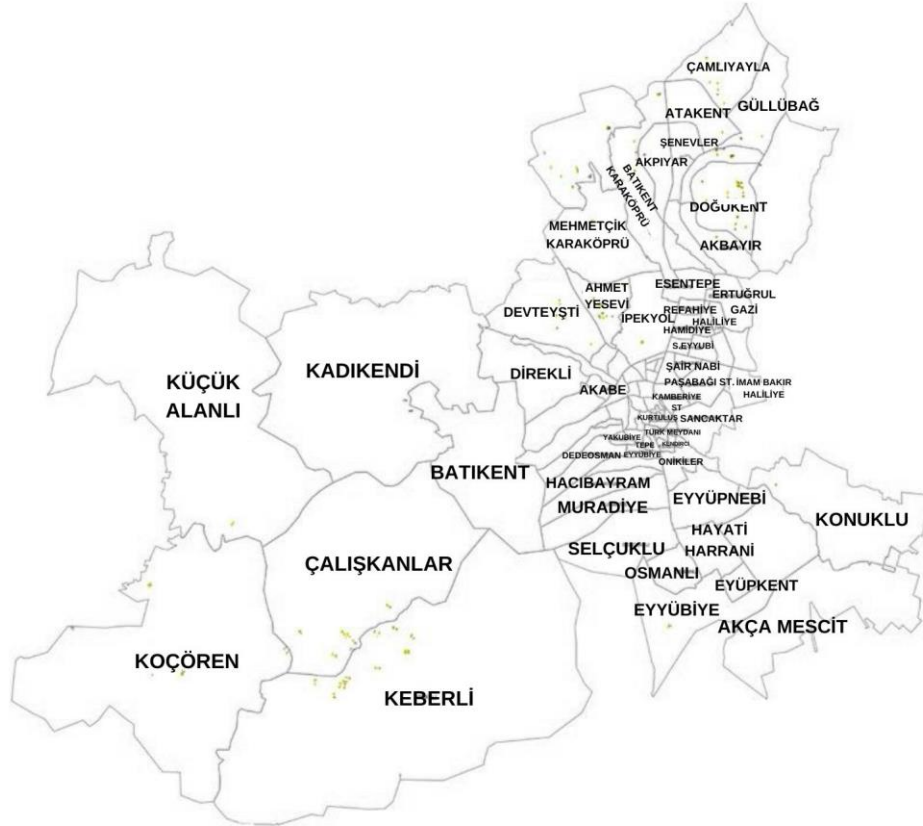 ÇAMLIYAYLA
GÜLLÜBAĞ
ATAKENT
ŞENEVLER
AKPIYAR
BATIKENT
KARAKÖPRÜ
DOĞUKENT
MEHMETÇİK
KARAKÖPRÜ
AKBAYIR
ESENTEPE
ERTUĞRUL
GAZİ
AHMET
YESEVİ
DEVTEYŞTİ
İPEKYOL
REFAHİYE
HALİLİYE
HAMİDİYE
S.EYYUBİ
KADIKENDİ
DİREKLİ
ŞAİR NABİ
KÜÇÜK
ALANLI
AKABE
PAŞABAĞI ST. İMAM BAKIR
HALİLİYE
KAMBERİYE
ST
KURTULUŞ SANCAKTAR
TÜRK MEYDANI
YAKUBİYE
TEPE
KENDİRCİ
DEDEOSMAN EYYUBİYE
ONİKİLER
BATIKENT
HACIBAYRAM
MURADİYE
EYYÜPNEBİ
KONUKLU
HAYATİ
HARRANİ
SELÇUKLU
ÇALIŞKANLAR
OSMANLI
EYÜPKENT
EYYÜBİYE
AKÇA MESCİT
KOÇÖREN
KEBERLİ